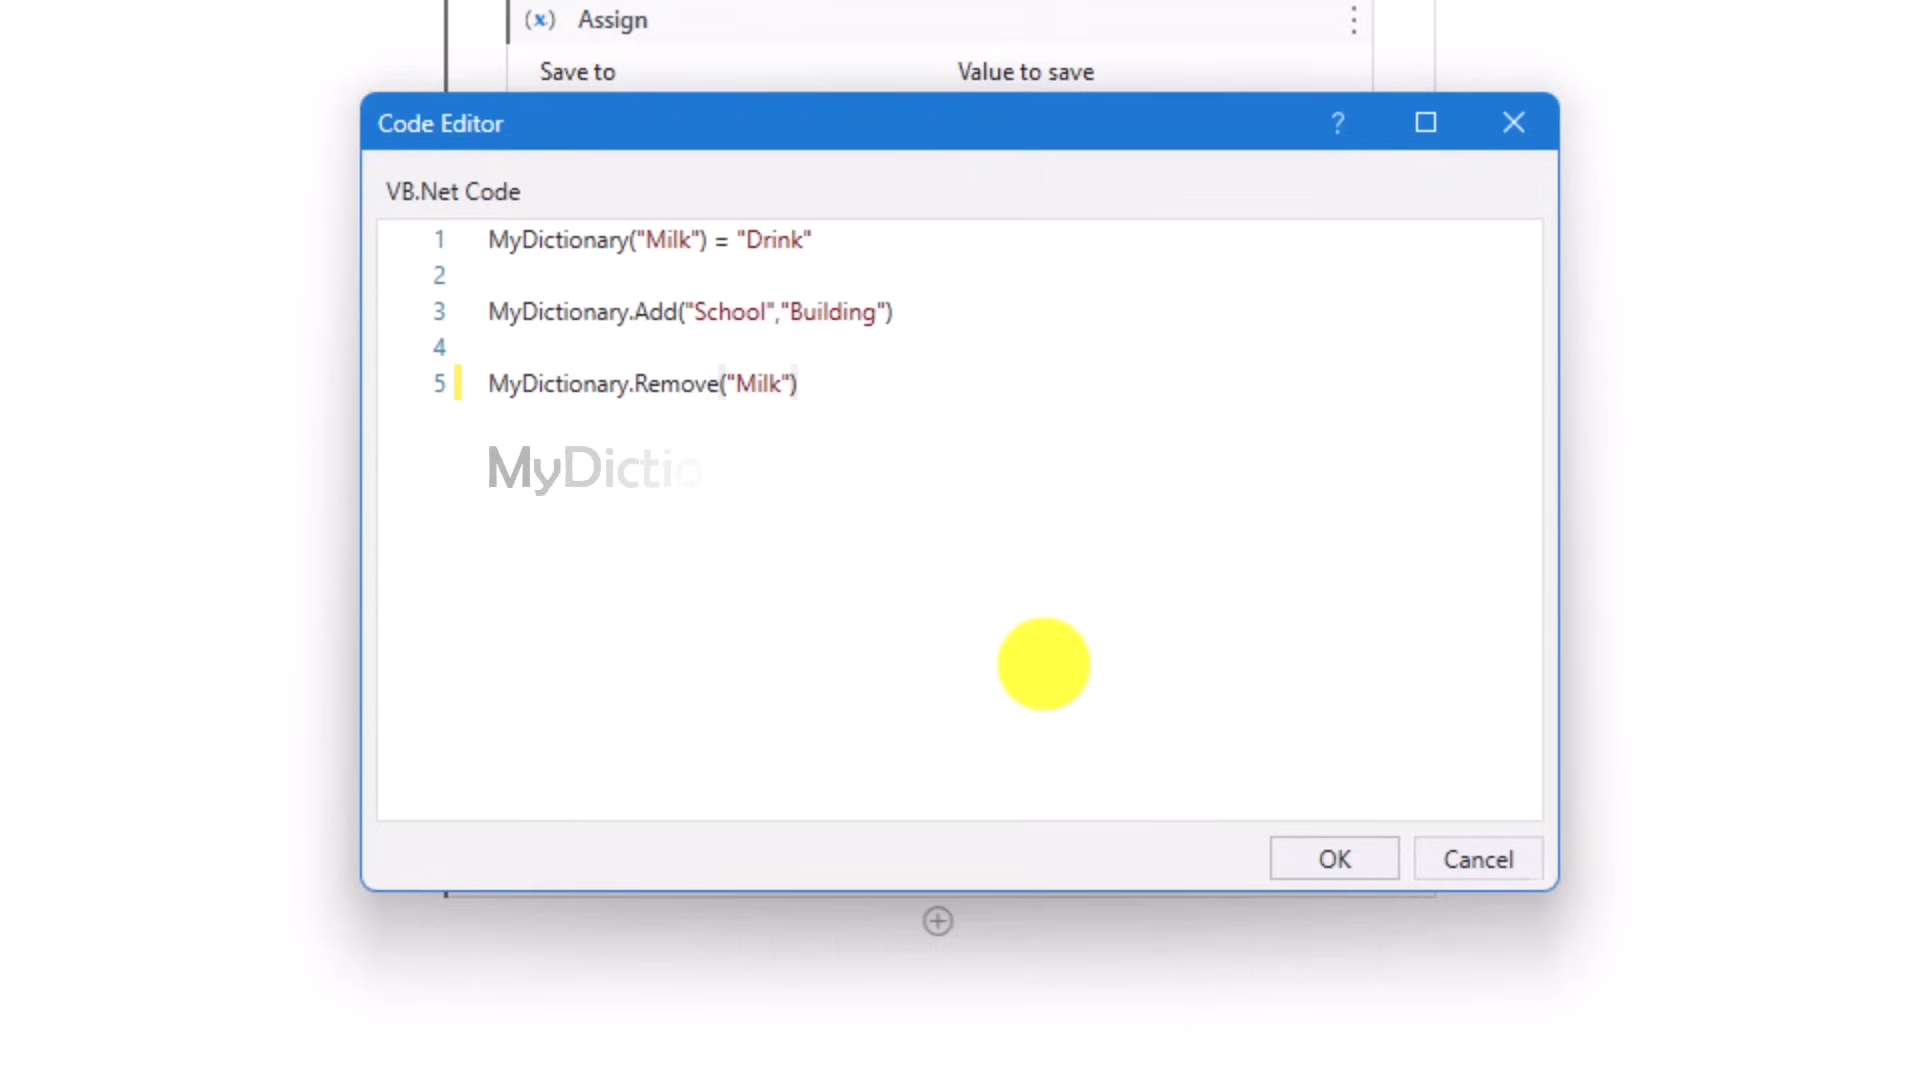 (x) Assign
Save to Value to save
Code Editor ?
VB.Net Code
1 MyDictionary("Milk") = "Drink"
2
3 MyDictionary.Add("School","Building")
4
5 MyDictionary.Remove("Milk")
MyDictio
OK Cancel